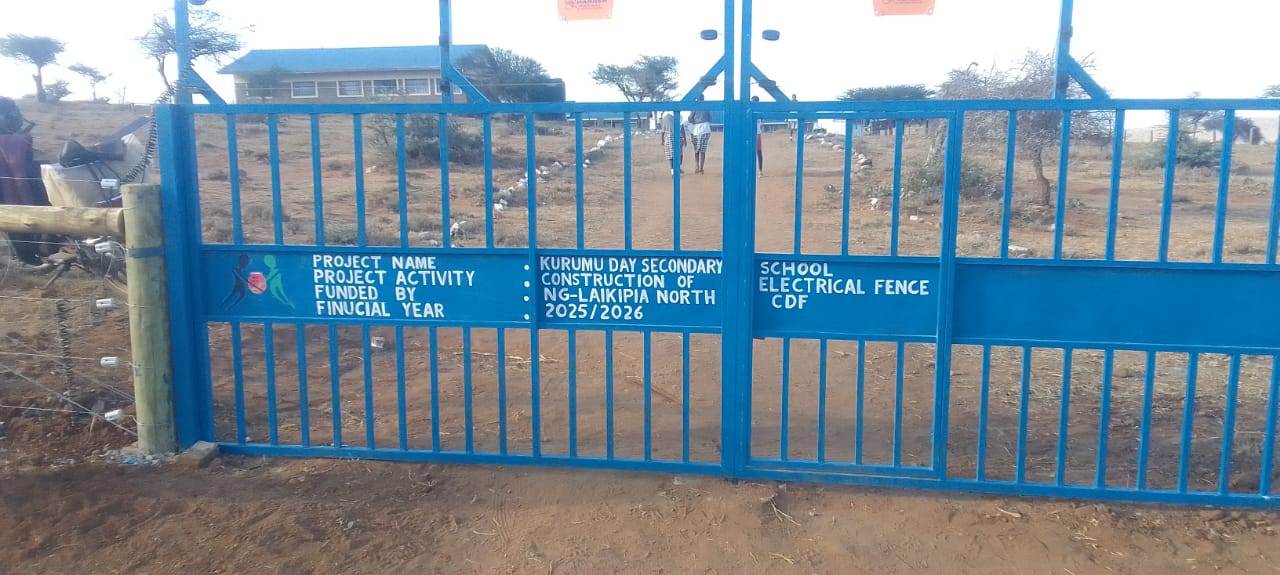 PROJECT NAME : KURUMU DAY SECONDARY SCHOOL
PROJECT ACTIVITY : CONSTRUCTION OF ELECTRICAL FENCE
FUNDED BY : NG-LAIKIPIA NORTH CDF
FINUCIAL YEAR : 2025/2026